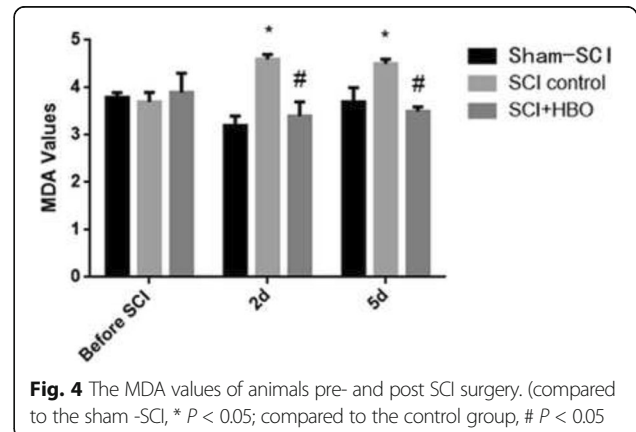 5
4
3
2
1
0
MDA Values
Before SCI
2d
5d
*
#
*
#
Sham-SCI
SCI control
SCI+HBO
Fig. 4 The MDA values of animals pre- and post SCI surgery. (compared
to the sham -SCI, * P < 0.05; compared to the control group, # P < 0.05